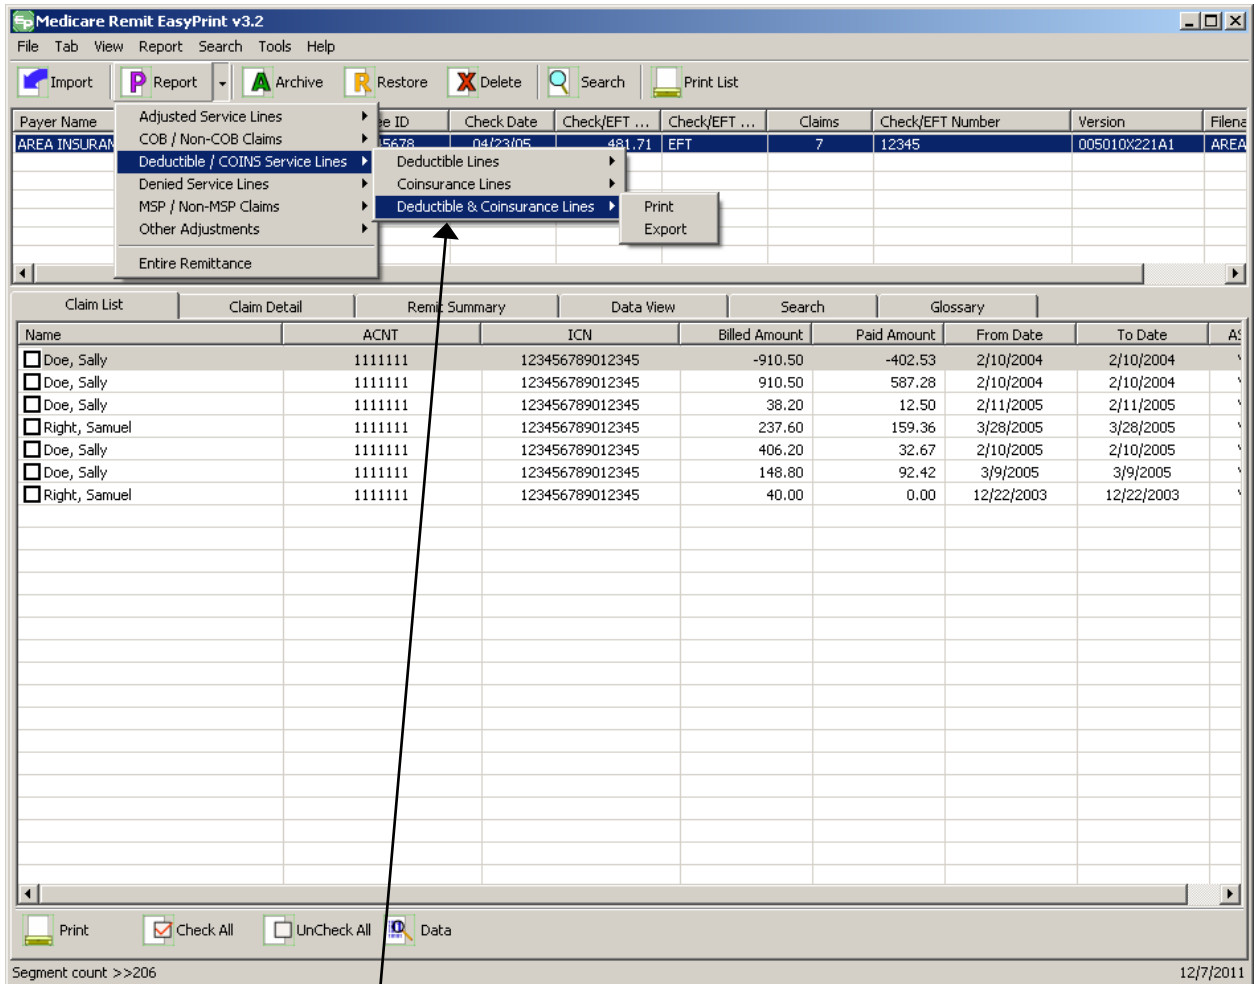 Medicare Remit EasyPrint v3.2
File Tab View Report Search Tools Help
Import Report Archive Restore Delete Search Print List
Payer Name ee ID Check Date Check/EFT ... Check/EFT ... Claims Check/EFT Number Version Filena
AREA INSURAN 45678 04/23/05 481.71 EFT 7 12345 005010X221A1 AREA
Adjusted Service Lines
COB / Non-COB Claims
Deductible / COINS Service Lines
Denied Service Lines
MSP / Non-MSP Claims
Other Adjustments
Entire Remittance
Deductible Lines
Coinsurance Lines
Deductible & Coinsurance Lines
Print
Export
Claim List Claim Detail Remit Summary Data View Search Glossary
Name ACNT ICN Billed Amount Paid Amount From Date To Date AS
Doe, Sally 1111111 123456789012345 -910.50 -402.53 2/10/2004 2/10/2004
Doe, Sally 1111111 123456789012345 910.50 587.28 2/10/2004 2/10/2004
Doe, Sally 1111111 123456789012345 38.20 12.50 2/11/2005 2/11/2005
Right, Samuel 1111111 123456789012345 237.60 159.36 3/28/2005 3/28/2005
Doe, Sally 1111111 123456789012345 406.20 32.67 2/10/2005 2/10/2005
Doe, Sally 1111111 123456789012345 148.80 92.42 3/9/2005 3/9/2005
Right, Samuel 1111111 123456789012345 40.00 0.00 12/22/2003 12/22/2003
Print Check All UnCheck All Data
Segment count >>206 12/7/2011